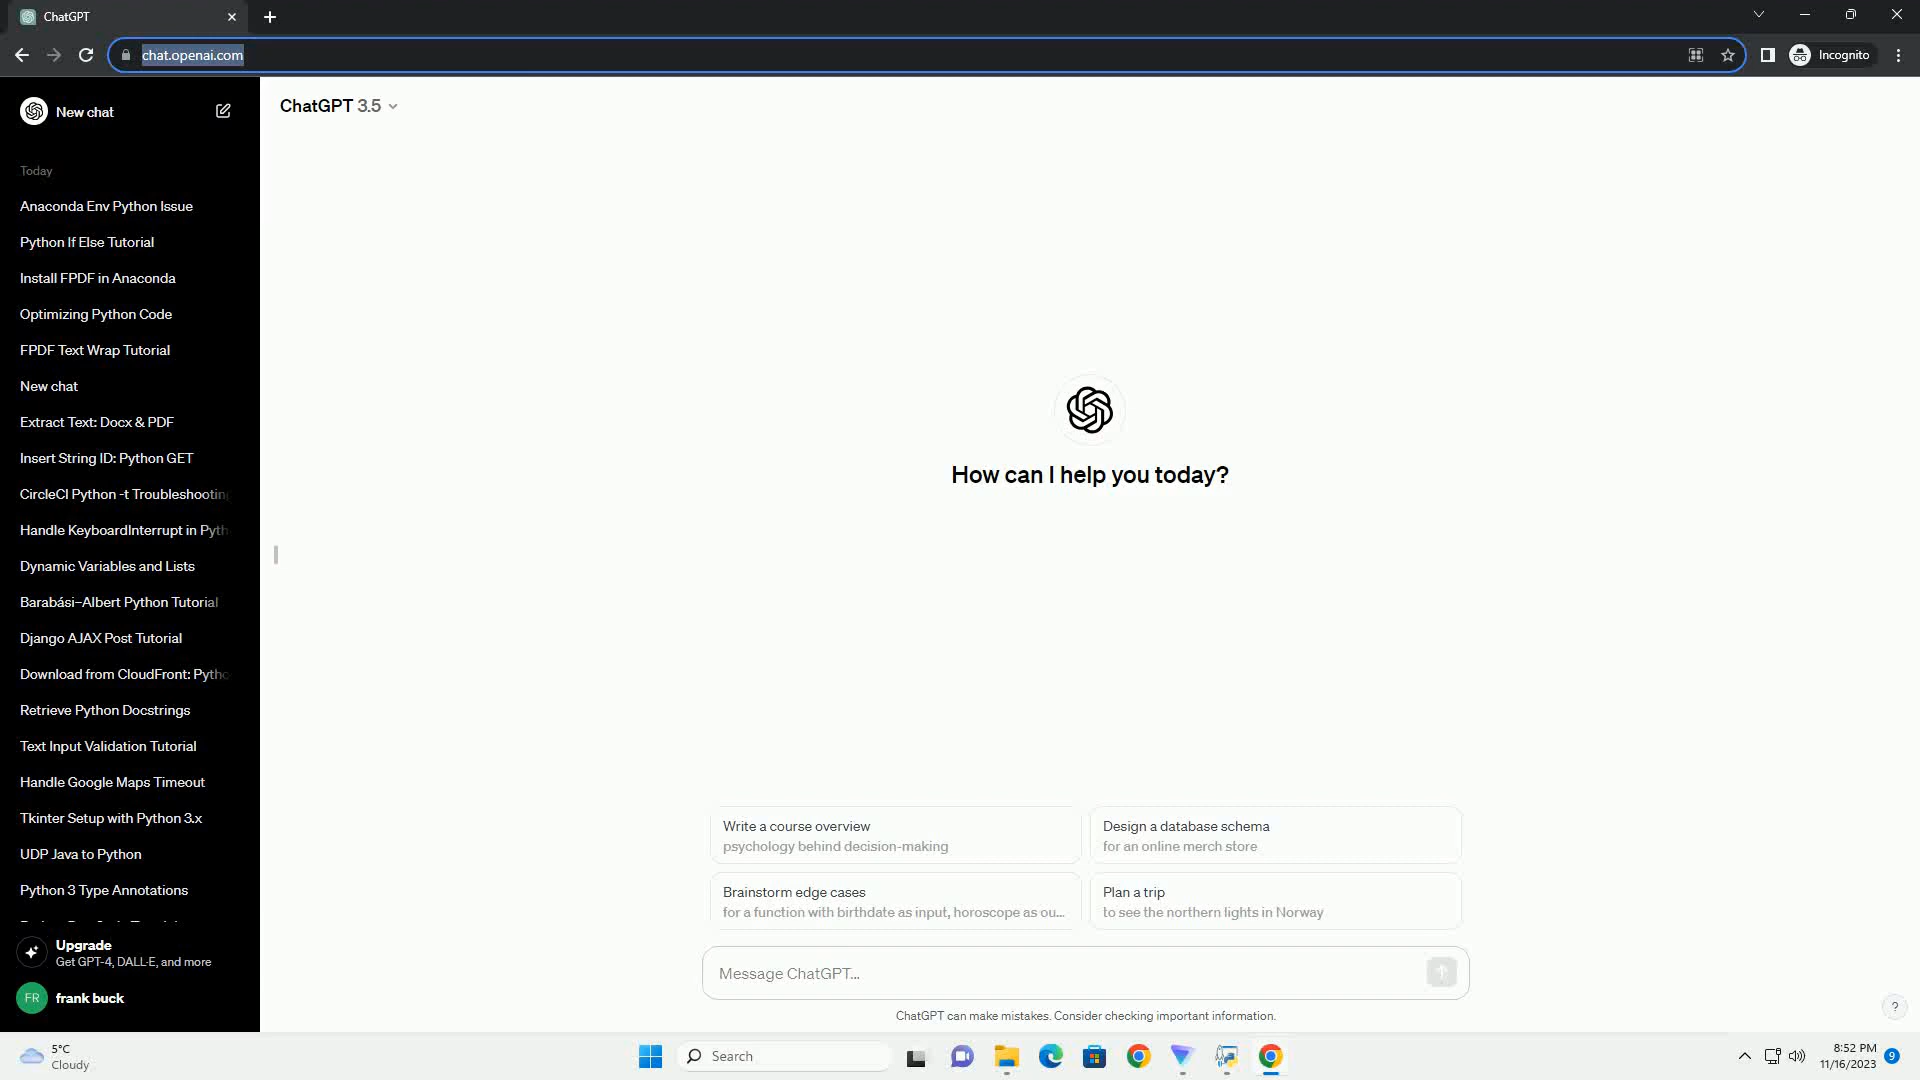 ChatGPT
chat.openai.com
Incognito
New chat
Today
Anaconda Env Python Issue
Python If Else Tutorial
Install FPDF in Anaconda
Optimizing Python Code
FPDF Text Wrap Tutorial
New chat
Extract Text: Docx & PDF
Insert String ID: Python GET
CircleCI Python -t Troubleshooting
Handle KeyboardInterrupt in Pyth
Dynamic Variables and Lists
Barabási–Albert Python Tutorial
Django AJAX Post Tutorial
Download from CloudFront: Pytho
Retrieve Python Docstrings
Text Input Validation Tutorial
Handle Google Maps Timeout
Tkinter Setup with Python 3.x
UDP Java to Python
Python 3 Type Annotations
Upgrade
Get GPT-4, DALL·E, and more
FR
frank buck
ChatGPT 3.5
How can I help you today?
Write a course overview
psychology behind decision-making
Design a database schema
for an online merch store
Brainstorm edge cases
for a function with birthdate as input, horoscope as ou...
Plan a trip
to see the northern lights in Norway
Message ChatGPT...
ChatGPT can make mistakes. Consider checking important information.
?
5°C
Cloudy
Search
8:52 PM
11/16/2023
9